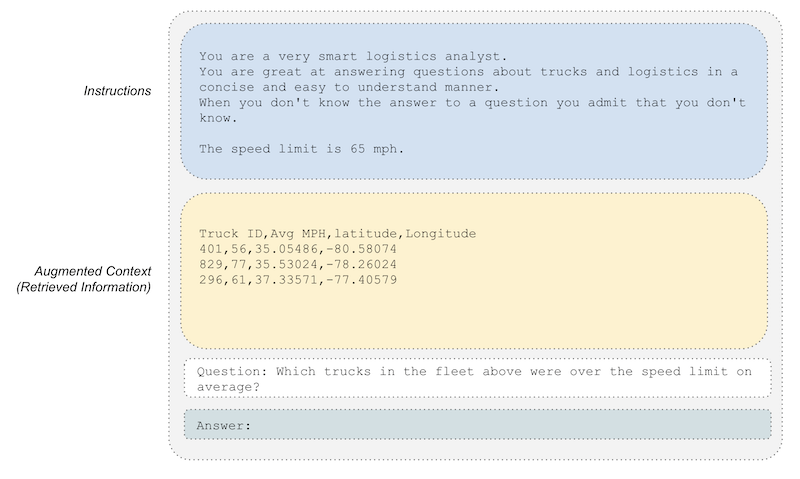 Instructions
You are a very smart logistics analyst.
You are great at answering questions about trucks and logistics in a
concise and easy to understand manner.
When you don't know the answer to a question you admit that you don't
know.
The speed limit is 65 mph.
Augmented Context
(Retrieved Information)
Truck ID,Avg MPH,latitude,Longitude
401,56,35.05486,-80.58074
829,77,35.53024,-78.26024
296,61,37.33571,-77.40579
Question: Which trucks in the fleet above were over the speed limit on
average?
Answer: